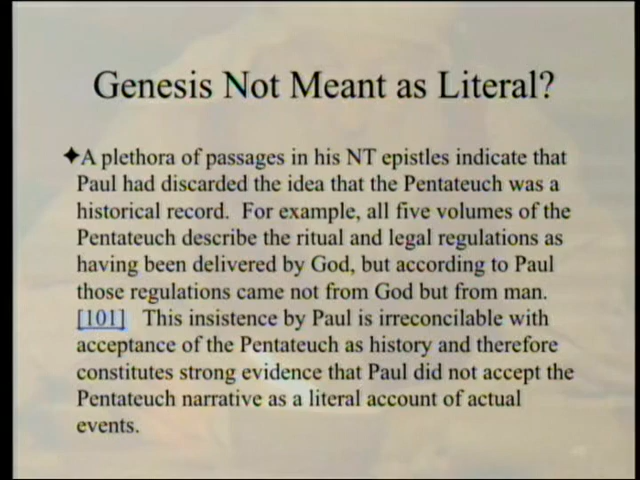 Genesis Not Meant as Literal?
✦A plethora of passages in his NT epistles indicate that
Paul had discarded the idea that the Pentateuch was a
historical record.  For example, all five volumes of the
Pentateuch describe the ritual and legal regulations as
having been delivered by God, but according to Paul
those regulations came not from God but from man.
[101]  This insistence by Paul is irreconcilable with
acceptance of the Pentateuch as history and therefore
constitutes strong evidence that Paul did not accept the
Pentateuch narrative as a literal account of actual
events.